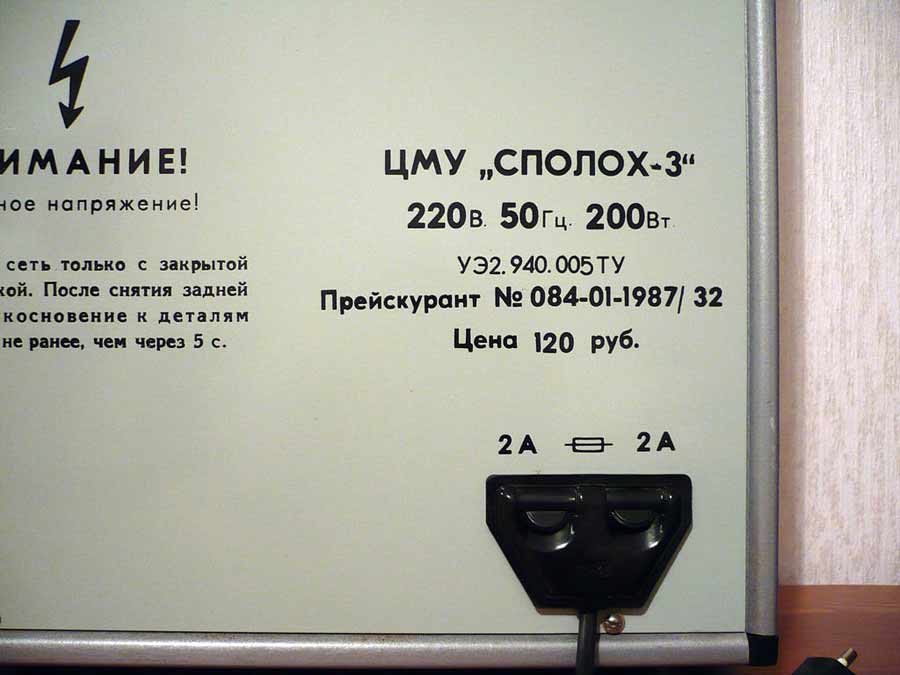 ИМАНИЕ!
ное напряжение!
сеть только с закрытой
кой. После снятия задней
косновение к деталям
не ранее, чем через 5 с.
ЦМУ „СПОЛОХ-3“
220В. 50Гц. 200Вт.
УЭ2.940.005ТУ
Прейскурант № 084-01-1987/32
Цена 120 руб.
2А 2А